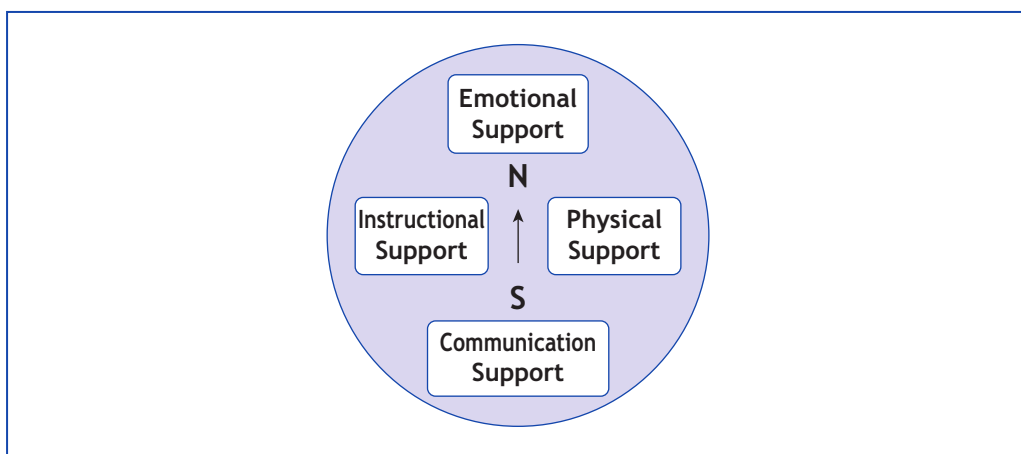 Emotional
Support
N
Instructional
Support
Physical
Support
S
Communication
Support